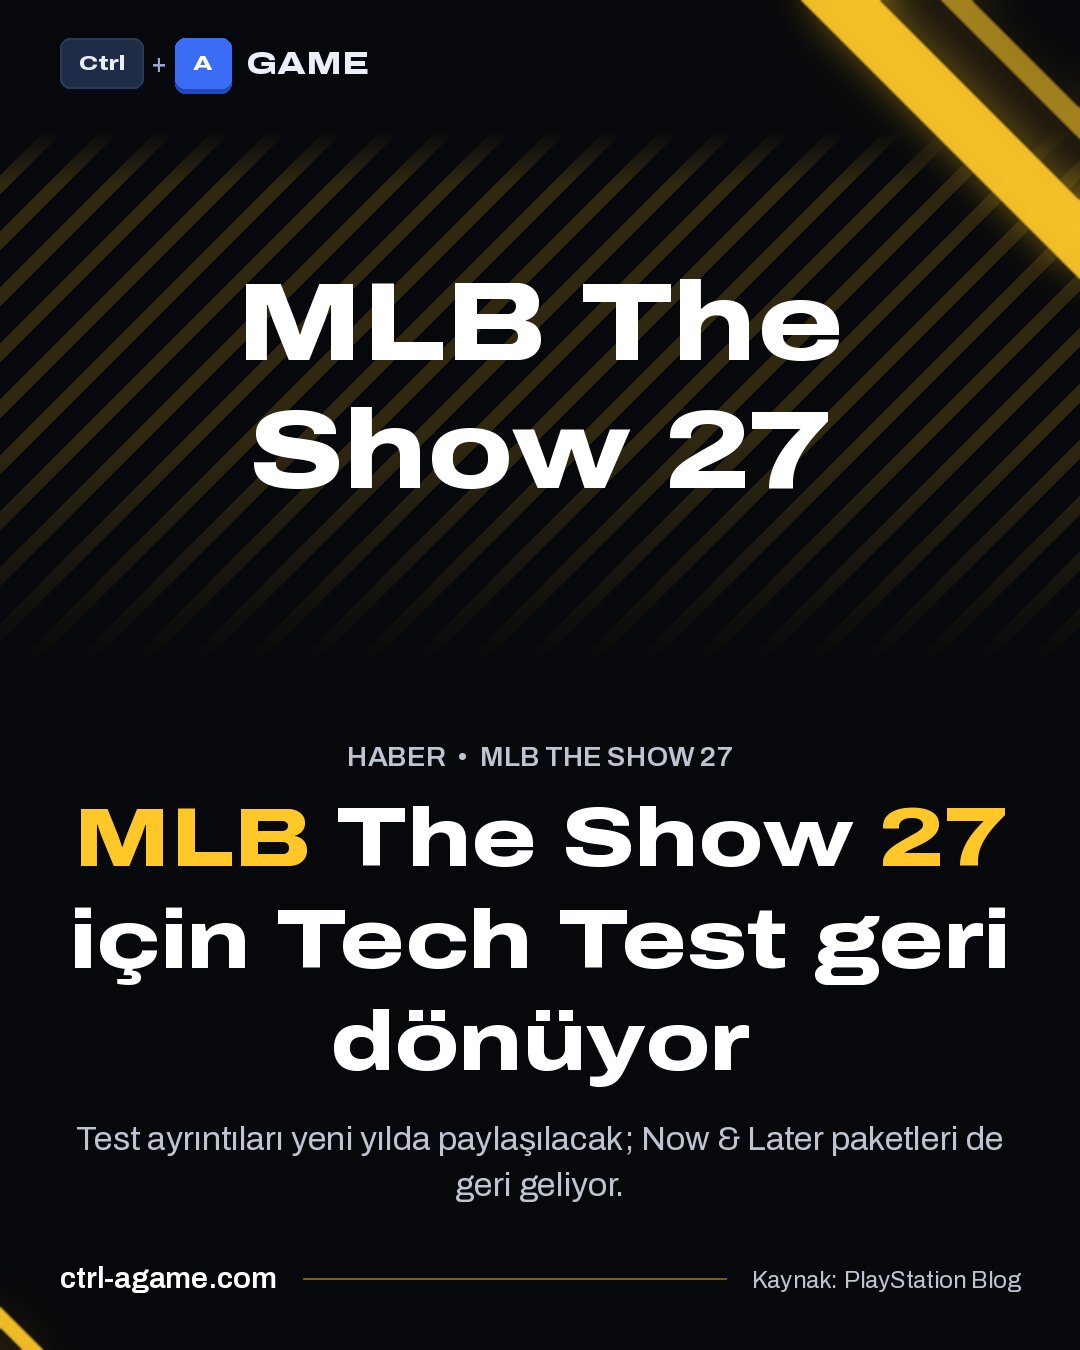 Ctrl + A GAME
MLB The
Show 27
HABER • MLB THE SHOW 27
MLB The Show 27
için Tech Test geri
dönüyor
Test ayrıntıları yeni yılda paylaşılacak; Now & Later paketleri de
geri geliyor.
ctrl-agame.com
Kaynak: PlayStation Blog